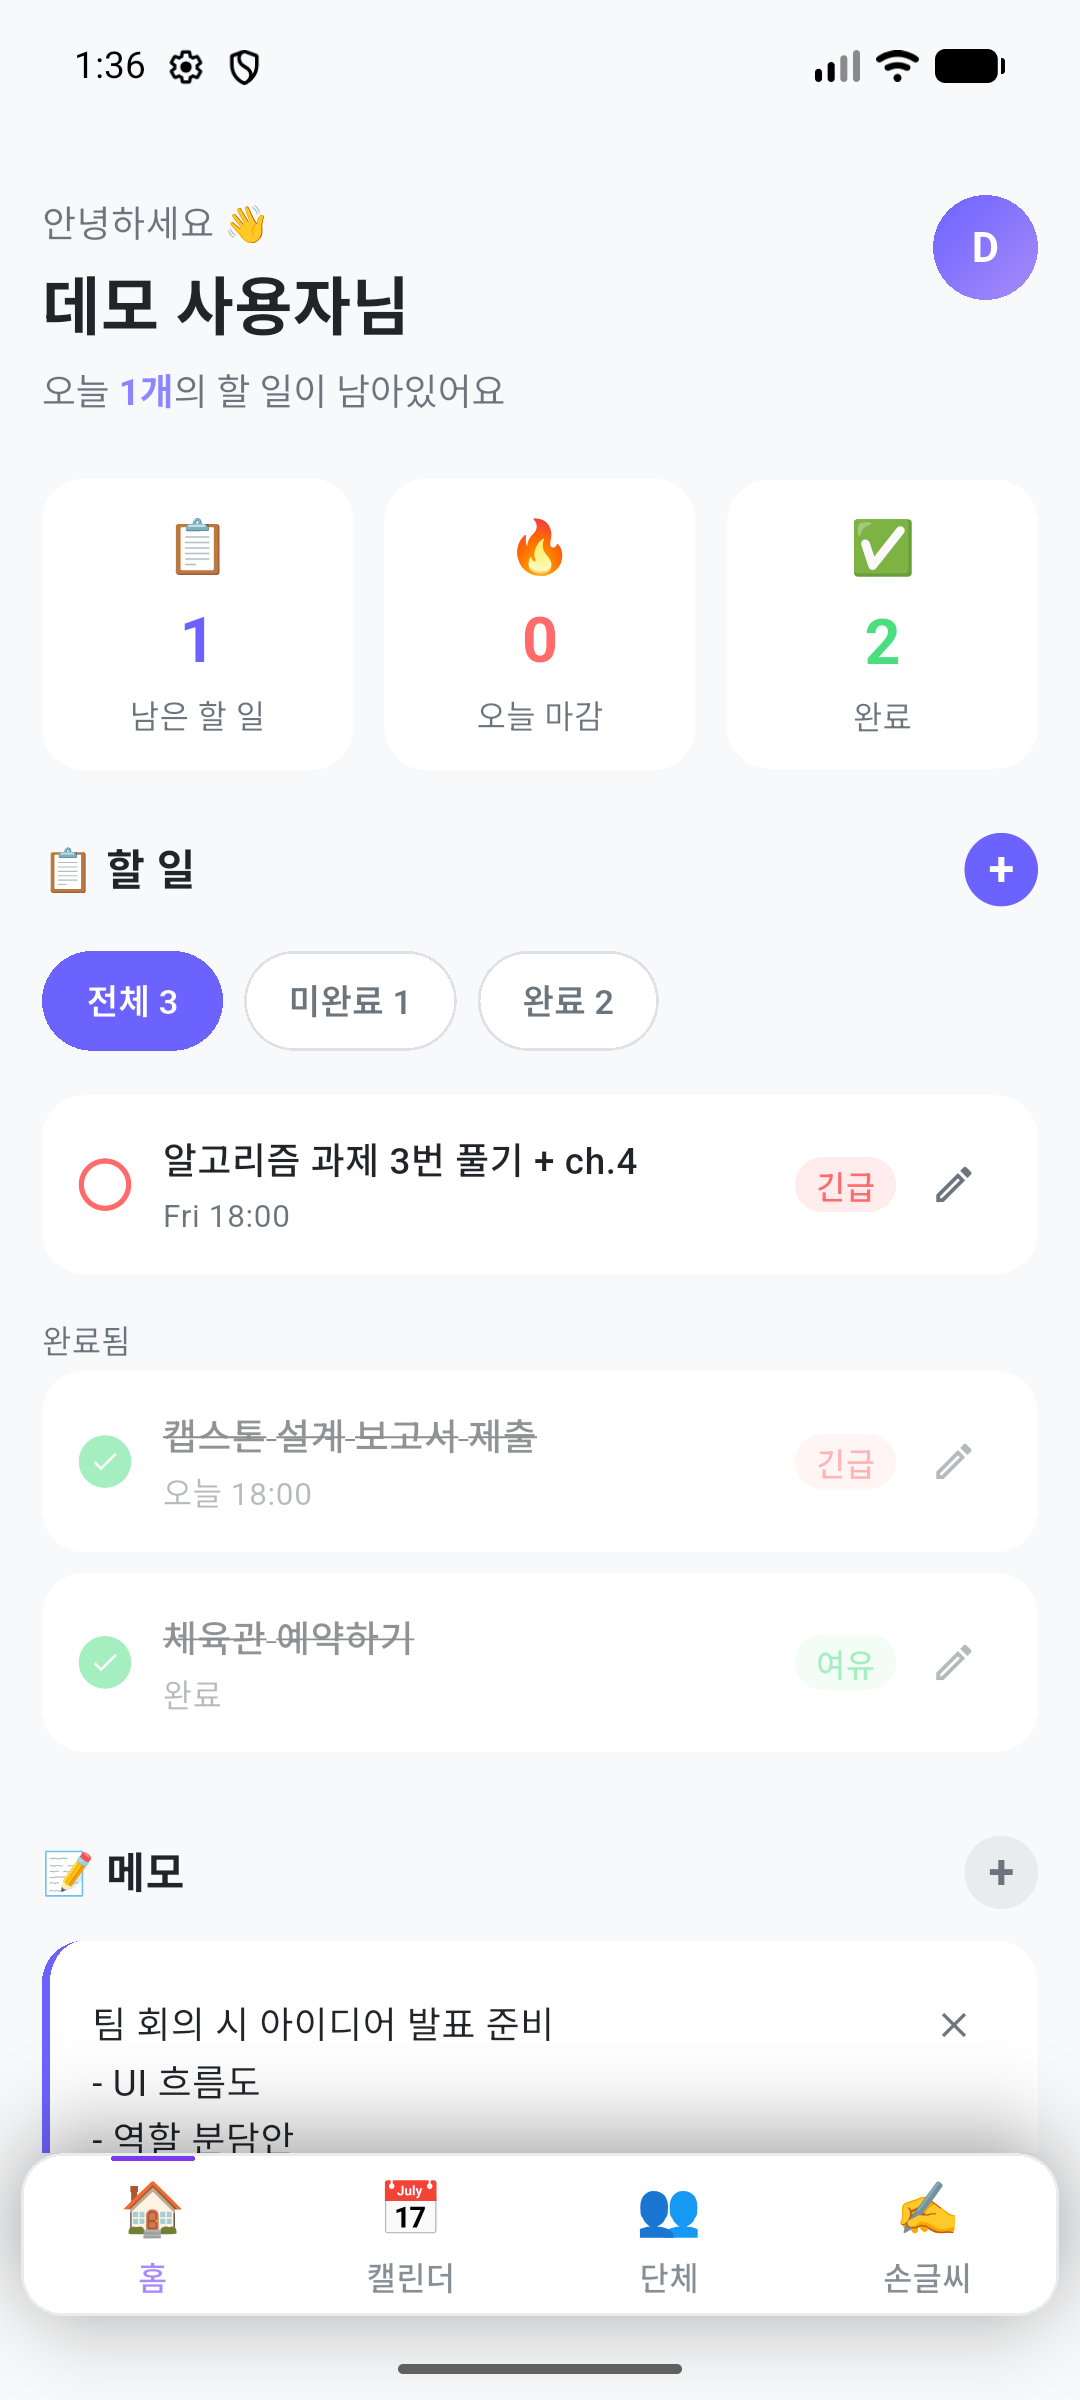 1:36
안녕하세요 👋
D
데모 사용자님
오늘 1개의 할 일이 남아있어요
1
남은 할 일
0
오늘 마감
2
완료
할 일
+
전체 3
미완료 1
완료 2
알고리즘 과제 3번 풀기 + ch.4
Fri 18:00
긴급
완료됨
캡스톤 설계 보고서 제출
오늘 18:00
긴급
체육관 예약하기
완료
여유
메모
+
팀 회의 시 아이디어 발표 준비
- UI 흐름도
- 역할 분담안
July
17
홈
캘린더
단체
손글씨